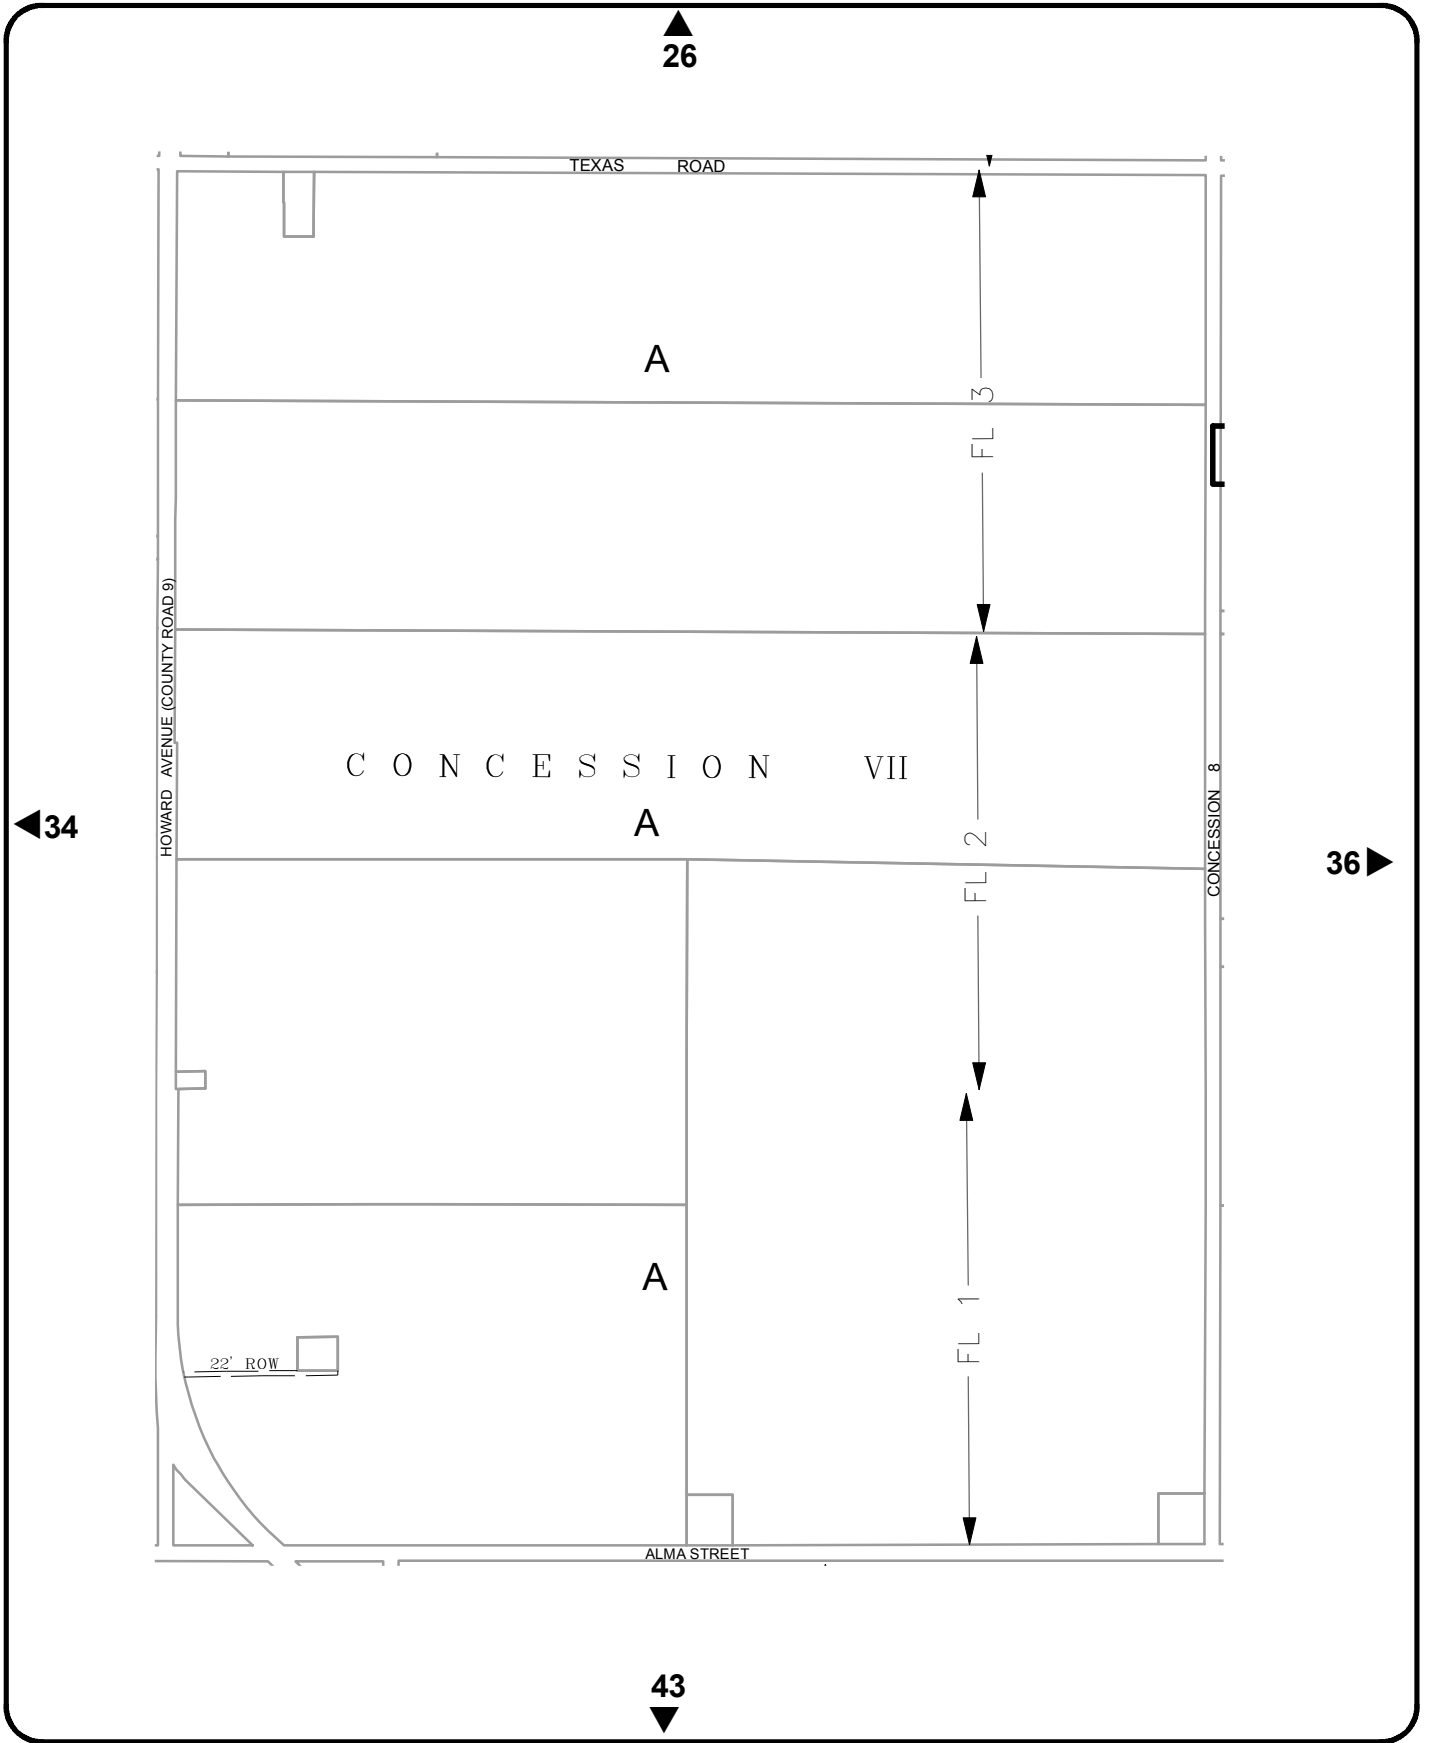 26
TEXAS ROAD
A
FL 3
HOWARD AVENUE (COUNTY ROAD 9)
CONCESSION VII
A
34
CONCESSION 8
36
FL 2
A
FL 1
22' ROW
ALMA STREET
43